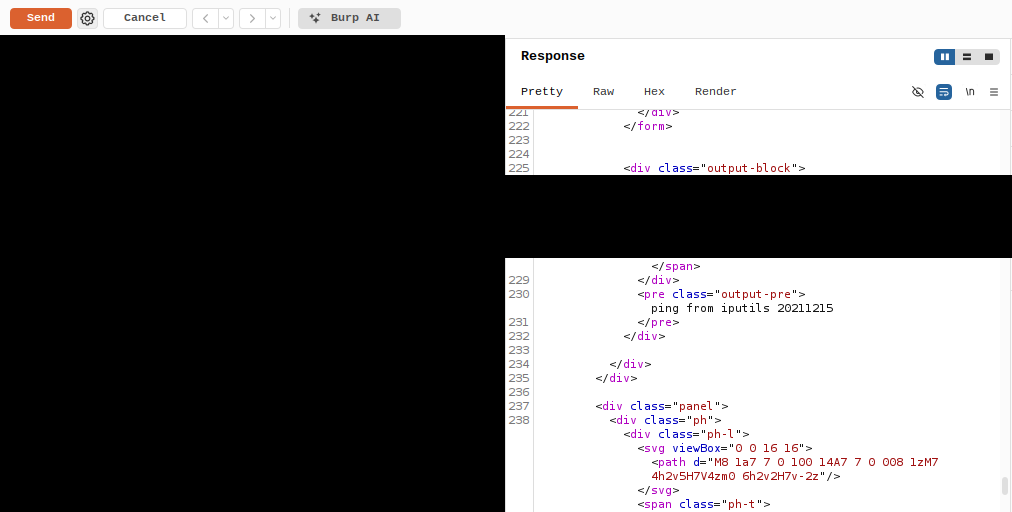 Send Cancel < > Burp AI
Response
Pretty Raw Hex Render \n
221 </div>
222 </form>
223
224
225 <div class="output-block">
</span>
229 </div>
230 <pre class="output-pre">
ping from iputils 20211215
231 </pre>
232 </div>
233
234 </div>
235 </div>
236
237 <div class="panel">
238 <div class="ph">
<div class="ph-l">
<svg viewBox="0 0 16 16">
<path d="M8 1a7 7 0 100 14A7 7 0 008 1zM7
4h2v5H7V4zm0 6h2v2H7v-2z"/>
</svg>
<span class="ph-t">